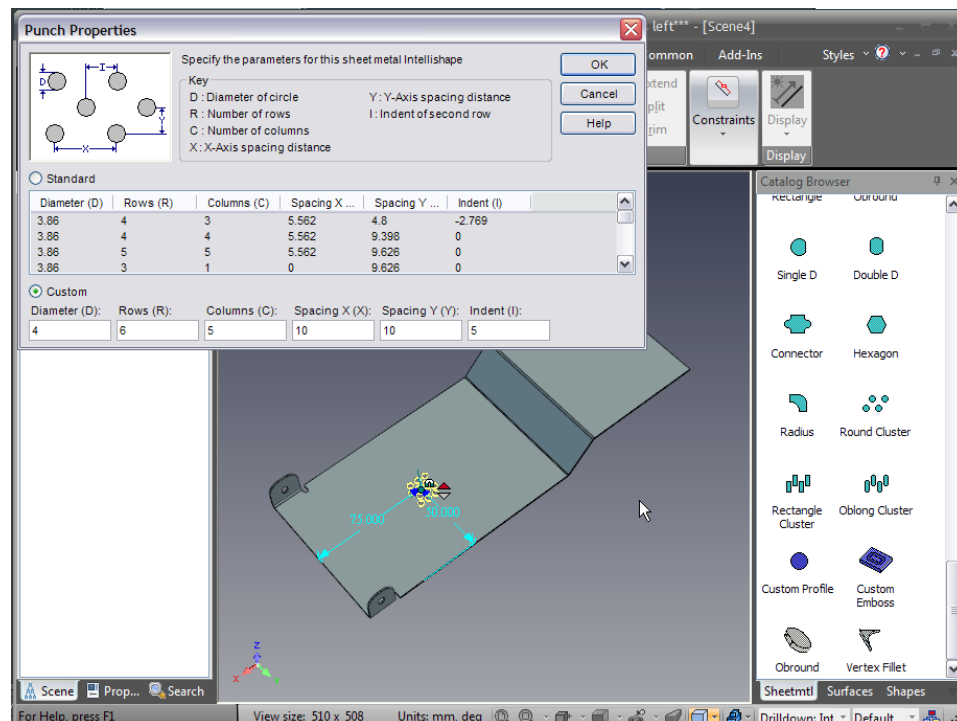 Punch Properties
left*** - [Scene4]
ommon Add-Ins Styles
Specify the parameters for this sheet metal Intellishape
OK
Key
D : Diameter of circle Y : Y-Axis spacing distance
Cancel
R : Number of rows I : Indent of second row
C : Number of columns
Help
X : X-Axis spacing distance
D I Y X
xtend
plit
rim
Constraints
Display
Display
Standard
Diameter (D) Rows (R) Columns (C) Spacing X ... Spacing Y ... Indent (I)
3.86 4 3 5.562 4.8 -2.769
3.86 4 4 5.562 9.398 0
3.86 5 5 5.562 9.626 0
3.86 3 1 0 9.626 0
Custom
Diameter (D): Rows (R): Columns (C): Spacing X (X): Spacing Y (Y): Indent (I):
4 6 5 10 10 5
75.000 50.000
Z
X Y
Catalog Browser
Rectangle Obround
Single D Double D
Connector Hexagon
Radius Round Cluster
Rectangle Cluster Oblong Cluster
Custom Profile Custom Emboss
Obround Vertex Fillet
Scene Prop... Search
Sheetmtl Surfaces Shapes
For Help, press F1 View size: 510 x 508 Units: mm, deg Drilldown: Int Default